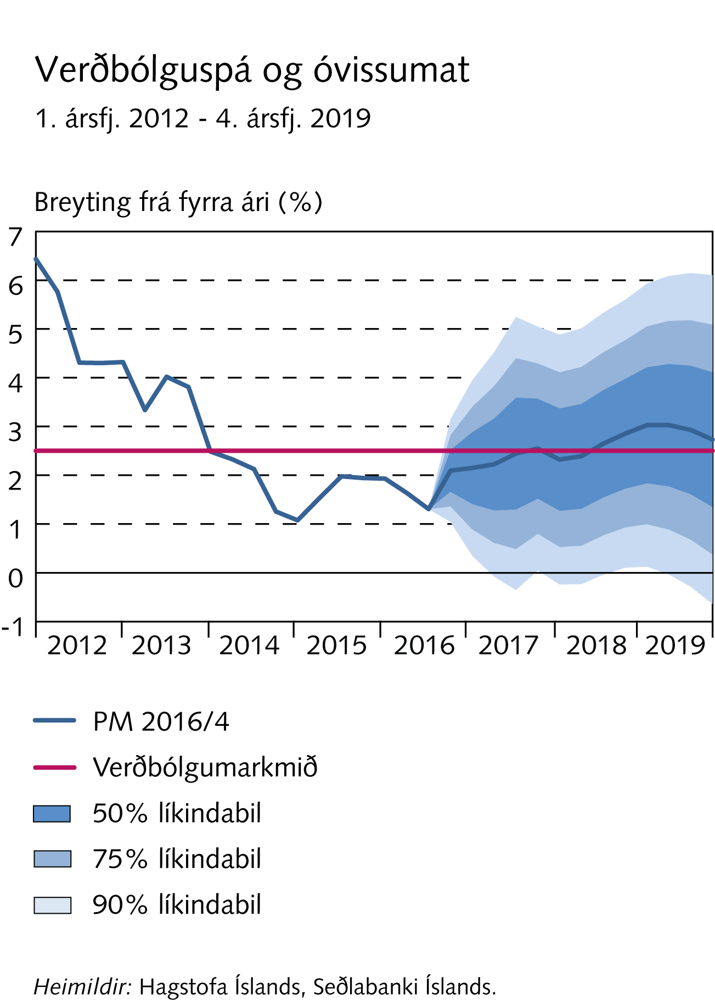 Verðbólguspá og óvissumat
1. ársfj. 2012 - 4. ársfj. 2019
Breyting frá fyrra ári (%)
7
6
5
4
3
2
1
0
-1
2012 2013 2014 2015 2016 2017 2018 2019
PM 2016/4
Verðbólgumarkmið
50% líkindabil
75% líkindabil
90% líkindabil
Heimildir: Hagstofa Íslands, Seðlabanki Íslands.